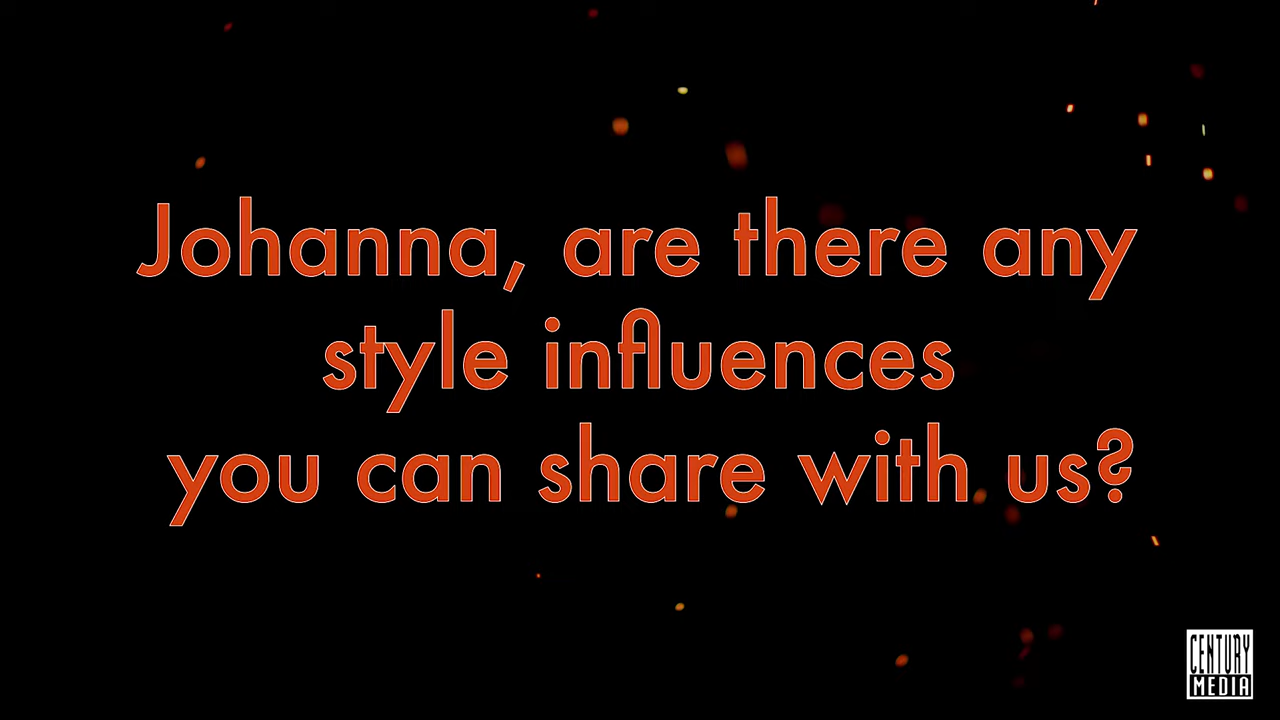 Johanna, are there any
style influences
you can share with us?
CENTURY
MEDIA